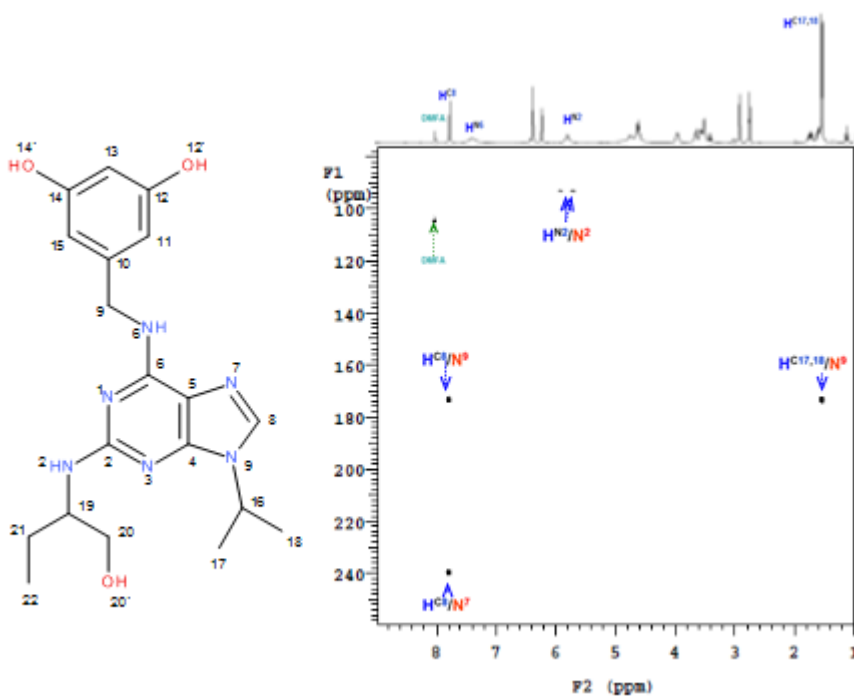 H^C17,18
H^C8
DMFA
H^N6
H^N2
14´
HO
13
12'
OH
14
12
15
11
10
9
6
NH
6
7
N
1
N
5
8
2
HN
2
N
3
4
N
9
19
16
21
20
18
22
OH
20´
17
F1
(ppm)
100
120
140
160
180
200
220
240
H^N2/N^2
DMFA
H^C8/N^9
H^C17,18/N^9
H^C8/N^7
8
7
6
5
4
3
2
1
F2 (ppm)